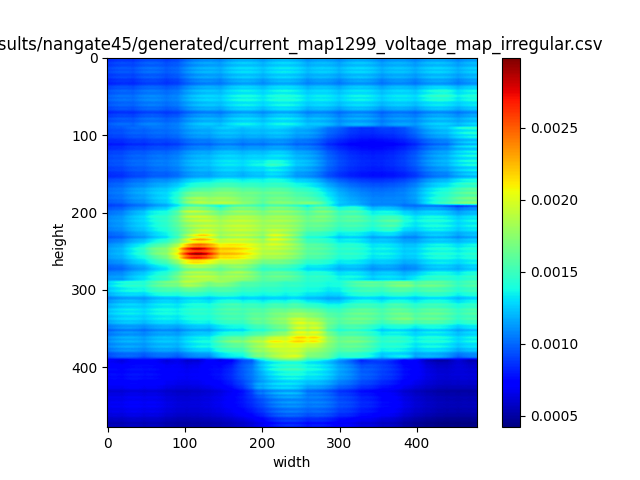 sults/nangate45/generated/current_map1299_voltage_map_irregular.csv
0
100
200
300
400
height
0 100 200 300 400
width
0.0025
0.0020
0.0015
0.0010
0.0005